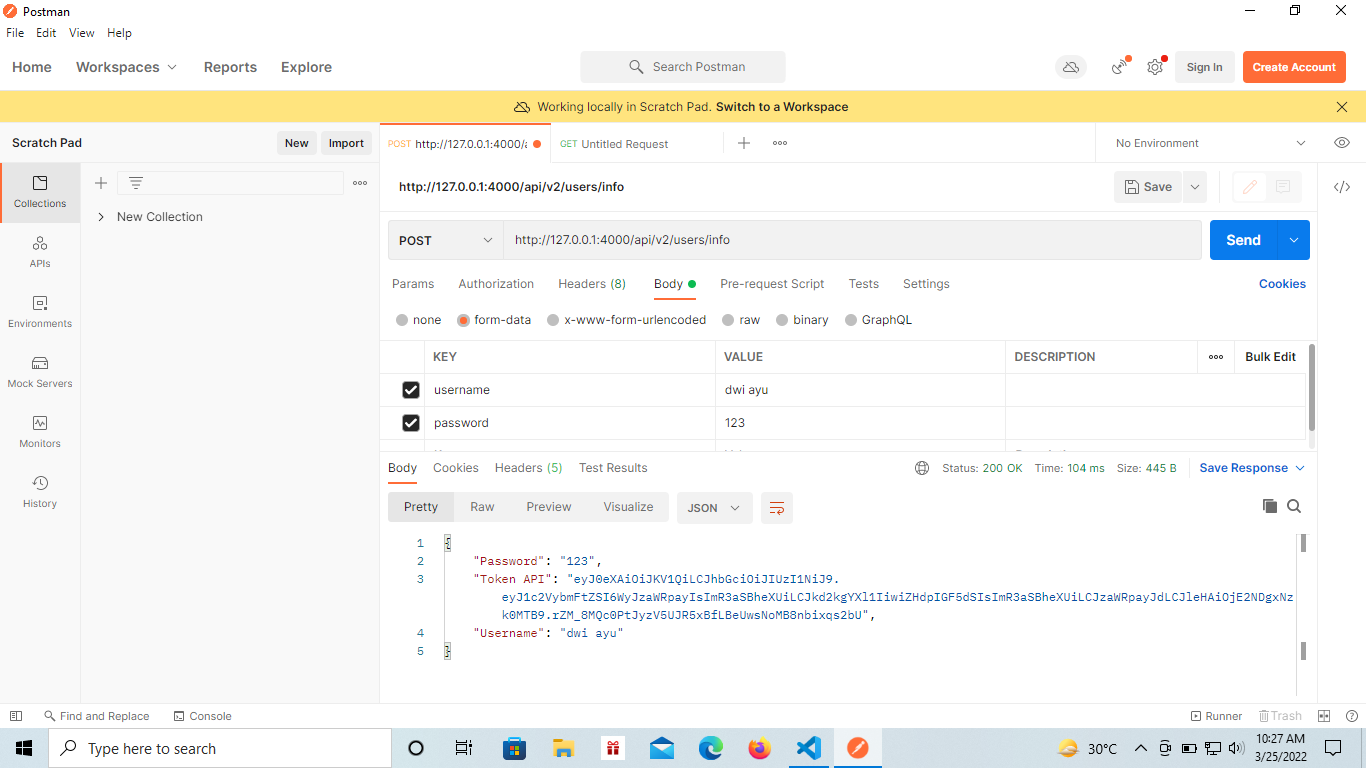 Postman
File Edit View Help
Home Workspaces Reports Explore Search Postman Sign In Create Account
Working locally in Scratch Pad. Switch to a Workspace
Scratch Pad New Import POST http://127.0.0.1:4000/a GET Untitled Request No Environment
http://127.0.0.1:4000/api/v2/users/info Save
Collections
New Collection
POST http://127.0.0.1:4000/api/v2/users/info Send
APIs
Params Authorization Headers (8) Body Pre-request Script Tests Settings Cookies
Environments
none form-data x-www-form-urlencoded raw binary GraphQL
KEY VALUE DESCRIPTION Bulk Edit
Mock Servers
username dwi ayu
password 123
Monitors
Body Cookies Headers (5) Test Results Status: 200 OK Time: 104 ms Size: 445 B Save Response
History
Pretty Raw Preview Visualize JSON
1 {
2 "Password": "123",
3 "Token API": "eyJ0eXAiOiJKV1QiLCJhbGciOiJIUzI1NiJ9.
eyJ1c2VybmFtZSI6WyJzaWRpayIsImR3aSBheXUiLCJkd2kgYXl1IiwiZHdpIGF5dSIsImR3aSBheXUiLCJzaWRpayJdLCJleHAiOjE2NDgxNz
k0MTB9.rZM_8MQc0PtJyzV5UJR5xBfLBeUwsNoMB8nbixqs2bU",
4 "Username": "dwi ayu"
5 }
Find and Replace Console Runner Trash
Type here to search 30°C 10:27 AM
3/25/2022